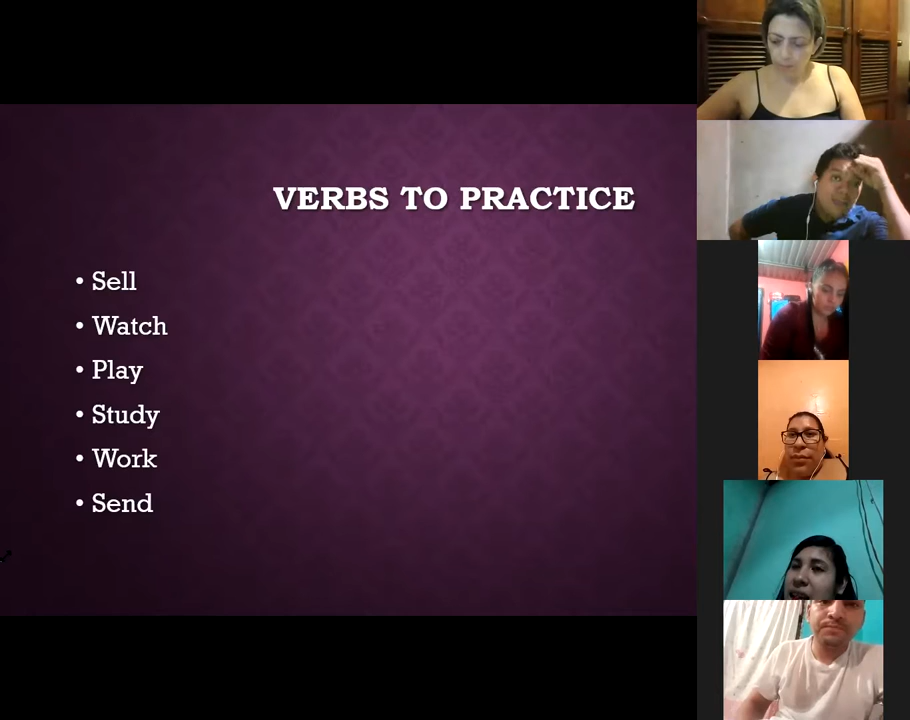 VERBS TO PRACTICE
• Sell
• Watch
• Play
• Study
• Work
• Send